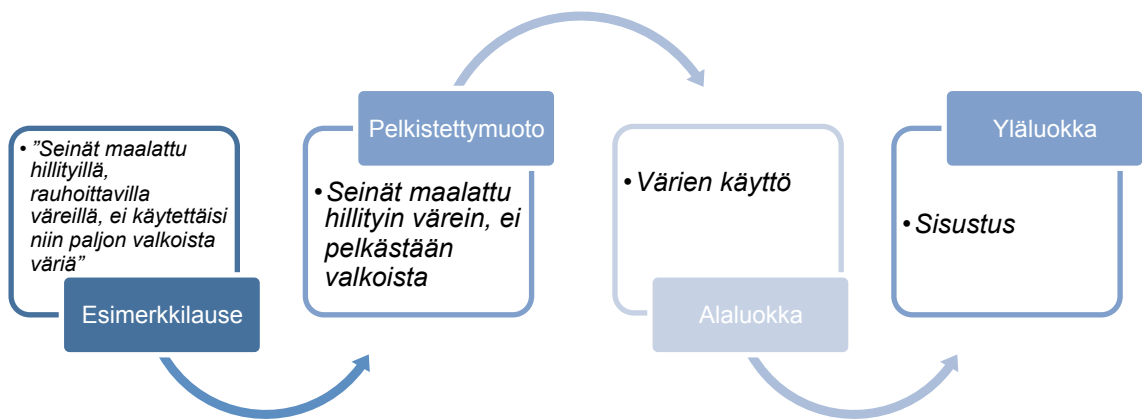 • ”Seinät maalattu
hillityillä,
rauhoittavilla
väreillä, ei käytettäisi
niin paljon valkoista
väriä”
Esimerkkilause
Pelkistettymuoto
• Seinät maalattu
hillityin värein, ei
pelkästään
valkoista
• Värien käyttö
Alaluokka
Yläluokka
• Sisustus